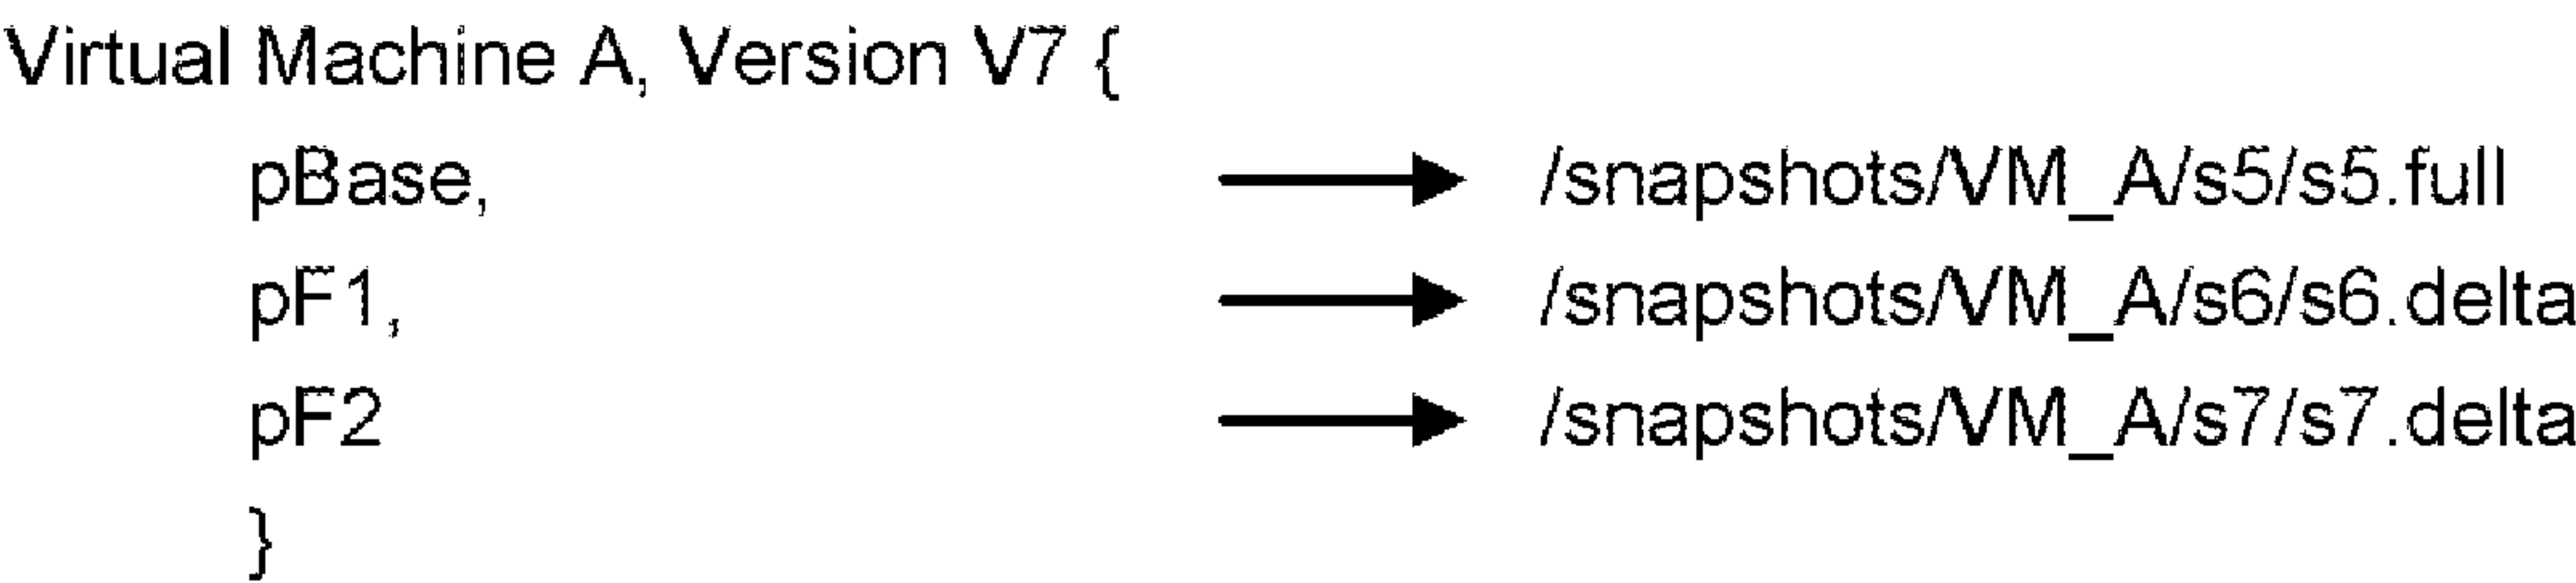 Virtual Machine A, Version V7 {
pBase, /snapshots/VM_A/s5/s5.full
pF1, /snapshots/VM_A/s6/s6.delta
pF2 /snapshots/VM_A/s7/s7.delta
}